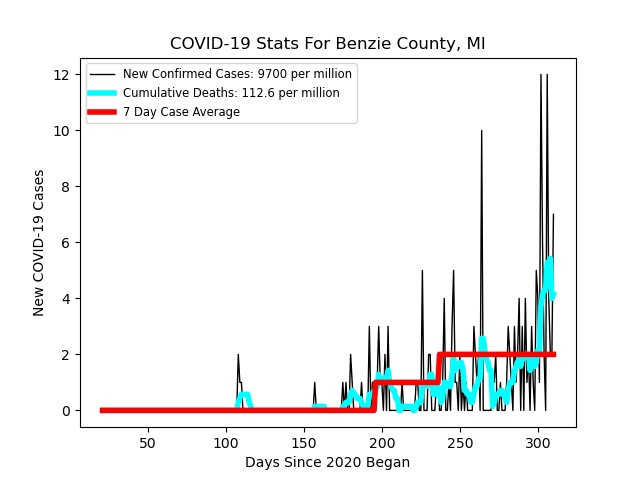 COVID-19 Stats For Benzie County, MI
New Confirmed Cases: 9700 per million
Cumulative Deaths: 112.6 per million
7 Day Case Average
New COVID-19 Cases
12
10
8
6
4
2
0
50 100 150 200 250 300
Days Since 2020 Began